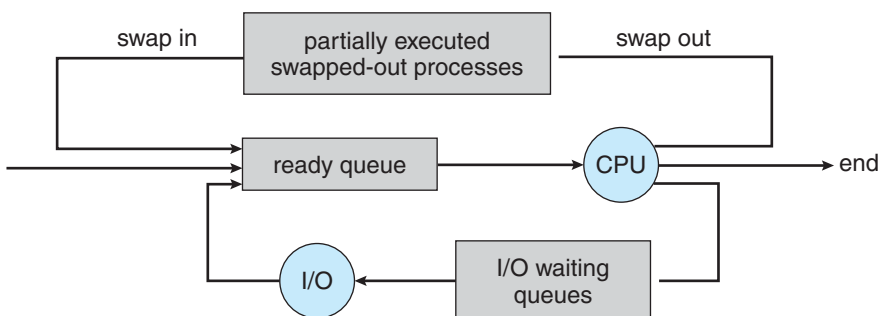 swap in
partially executed
swapped-out processes
swap out
ready queue
CPU
end
I/O
I/O waiting
queues